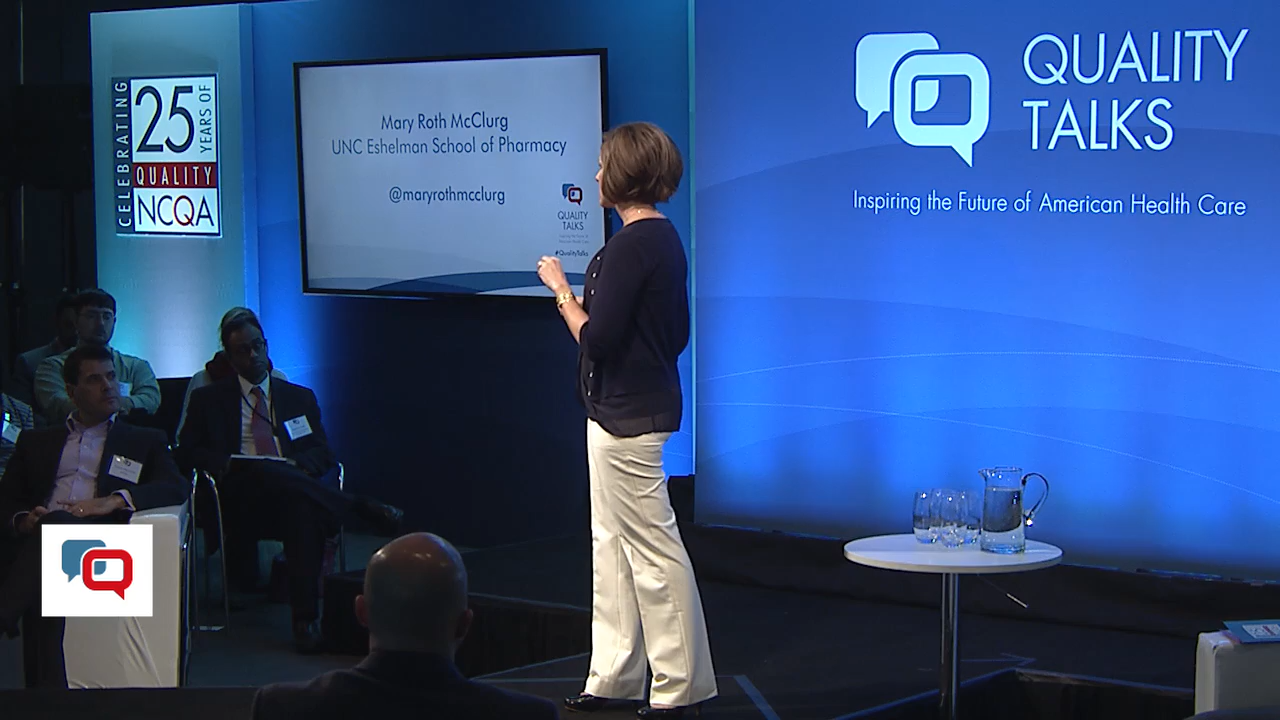 CELEBRATING
25
YEARS OF
QUALITY
NCQA
Mary Roth McClurg
UNC Eshelman School of Pharmacy
@maryrothmcclurg
QUALITY
TALKS
#QualityTalks
QUALITY
TALKS
Inspiring the Future of American Health Care